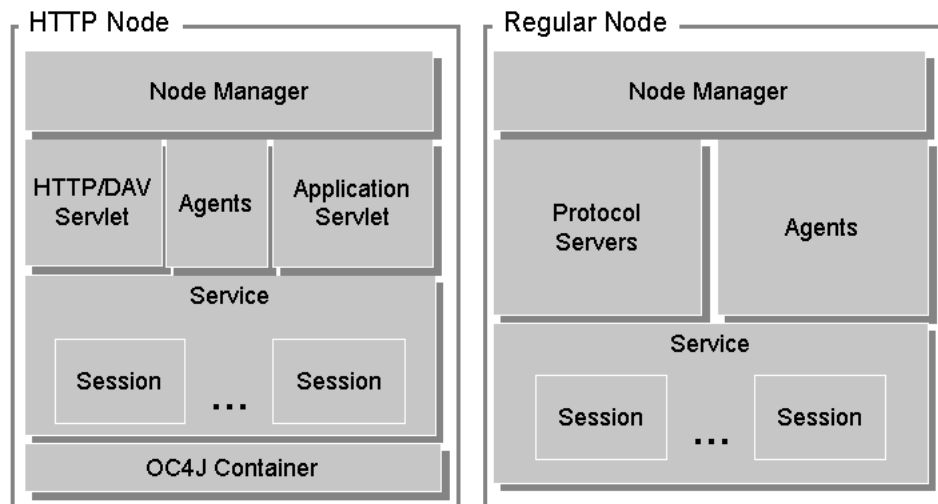 HTTP Node
Node Manager
HTTP/DAV
Servlet
Agents
Application
Servlet
Service
Session
...
Session
OC4J Container
Regular Node
Node Manager
Protocol
Servers
Agents
Service
Session
...
Session